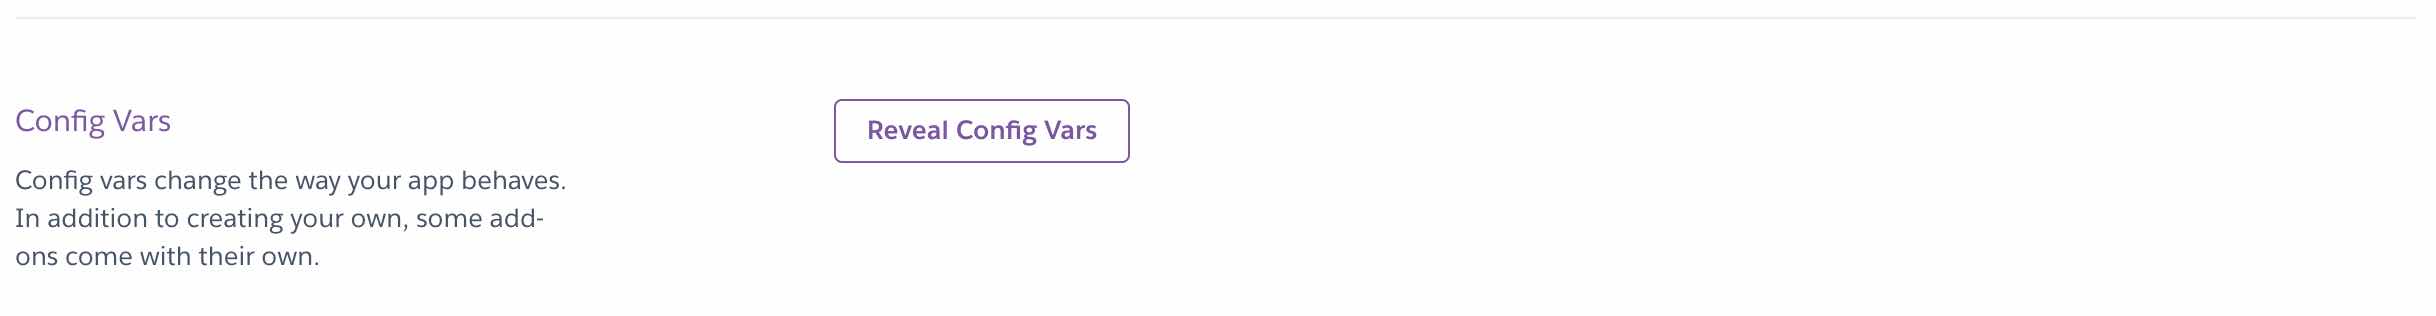 Config Vars
Reveal Config Vars
Config vars change the way your app behaves.
In addition to creating your own, some add-
ons come with their own.